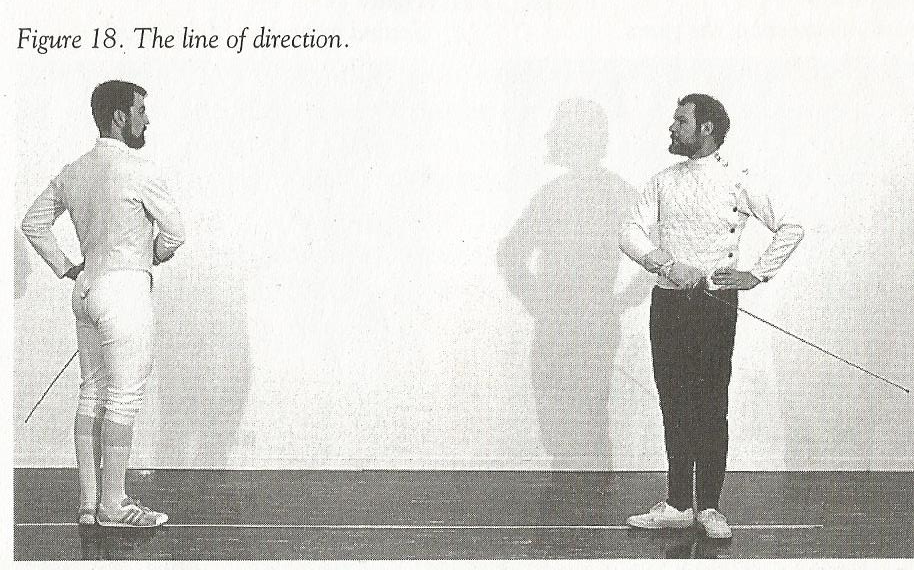 Figure 18. The line of direction.